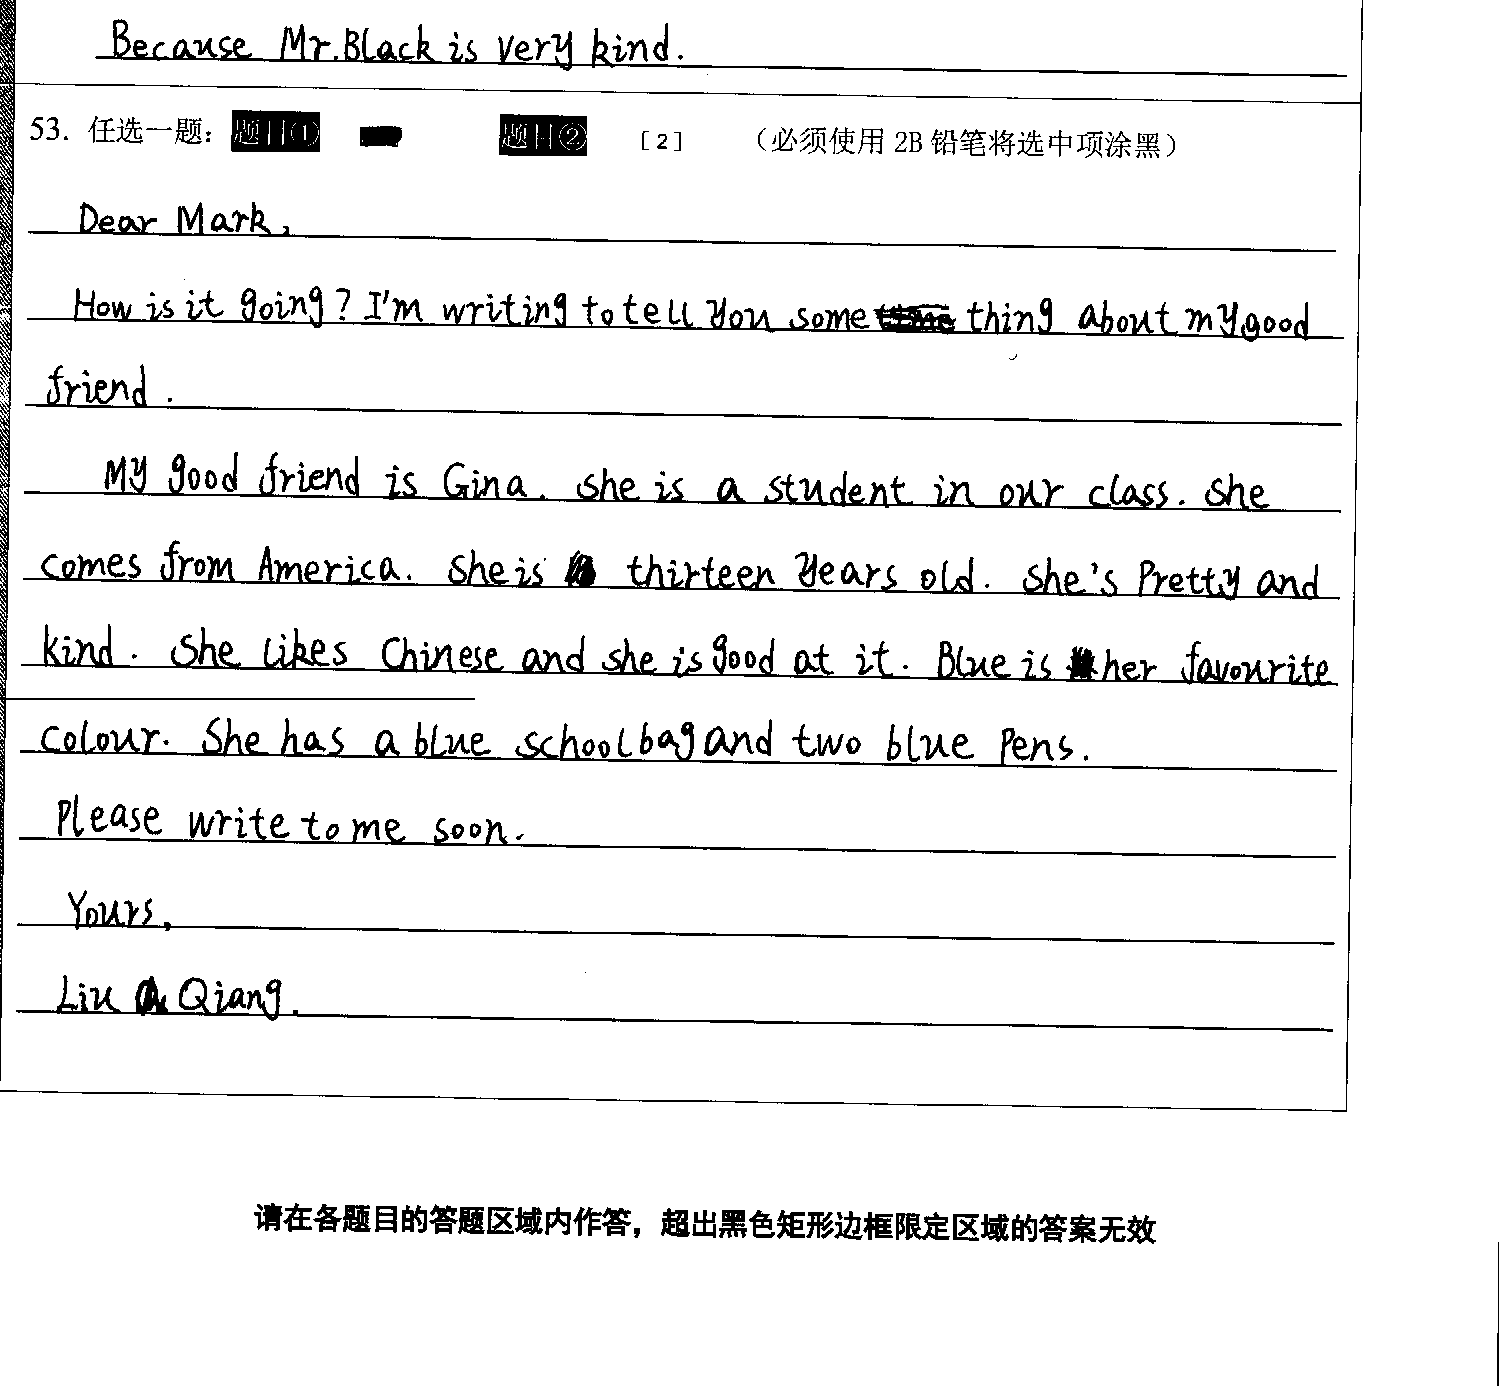 Because Mr.Black is very kind.
53. 任选一题： 题目① 题目② [2] （必须使用 2B 铅笔将选中项涂黑）
Dear Mark,
How is it going? I'm writing to tell you some thing about my good
friend.
My good friend is Gina. She is a student in our class. She
comes from America. She is thirteen years old. She's Pretty and
kind. She likes Chinese and she is good at it. Blue is her favourite
colour. She has a blue schoolbag and two blue Pens.
Please write to me soon.
Yours,
Liu Qiang.
请在各题目的答题区域内作答，超出黑色矩形边框限定区域的答案无效